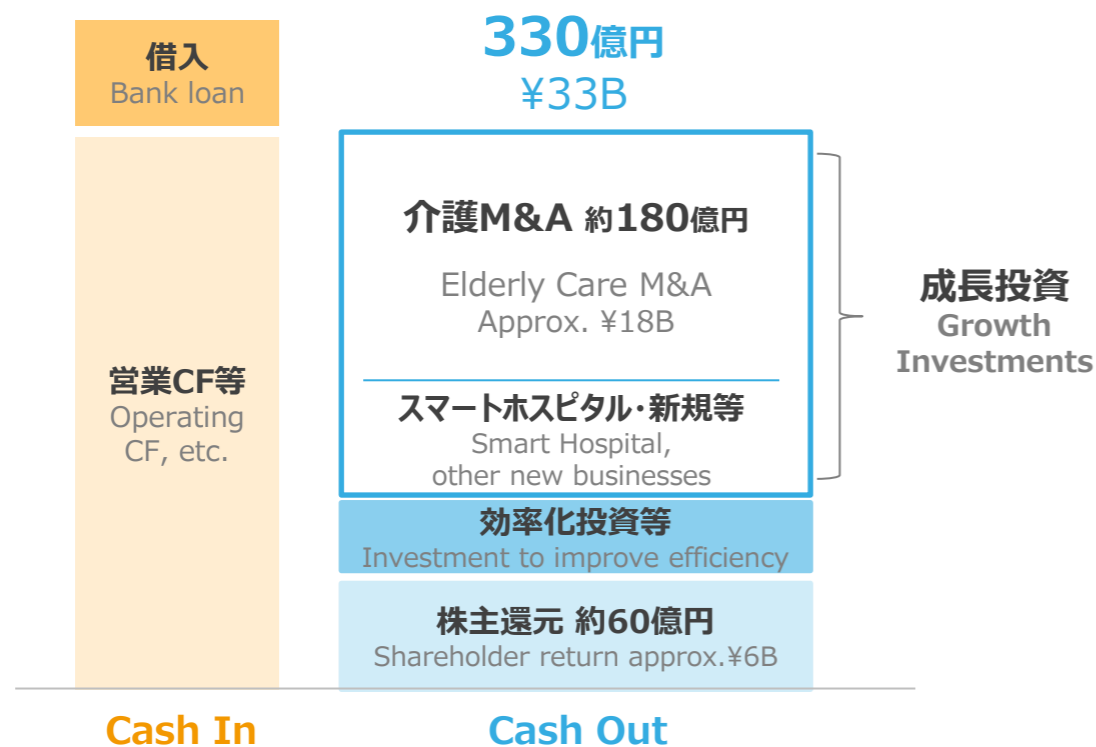 借入
Bank loan
営業CF等
Operating
CF, etc.
Cash In
330億円
¥33B
介護M&A 約180億円
Elderly Care M&A
Approx. ¥18B
スマートホスピタル・新規等
Smart Hospital,
other new businesses
効率化投資等
Investment to improve efficiency
株主還元 約60億円
Shareholder return approx.¥6B
Cash Out
成長投資
Growth
Investments